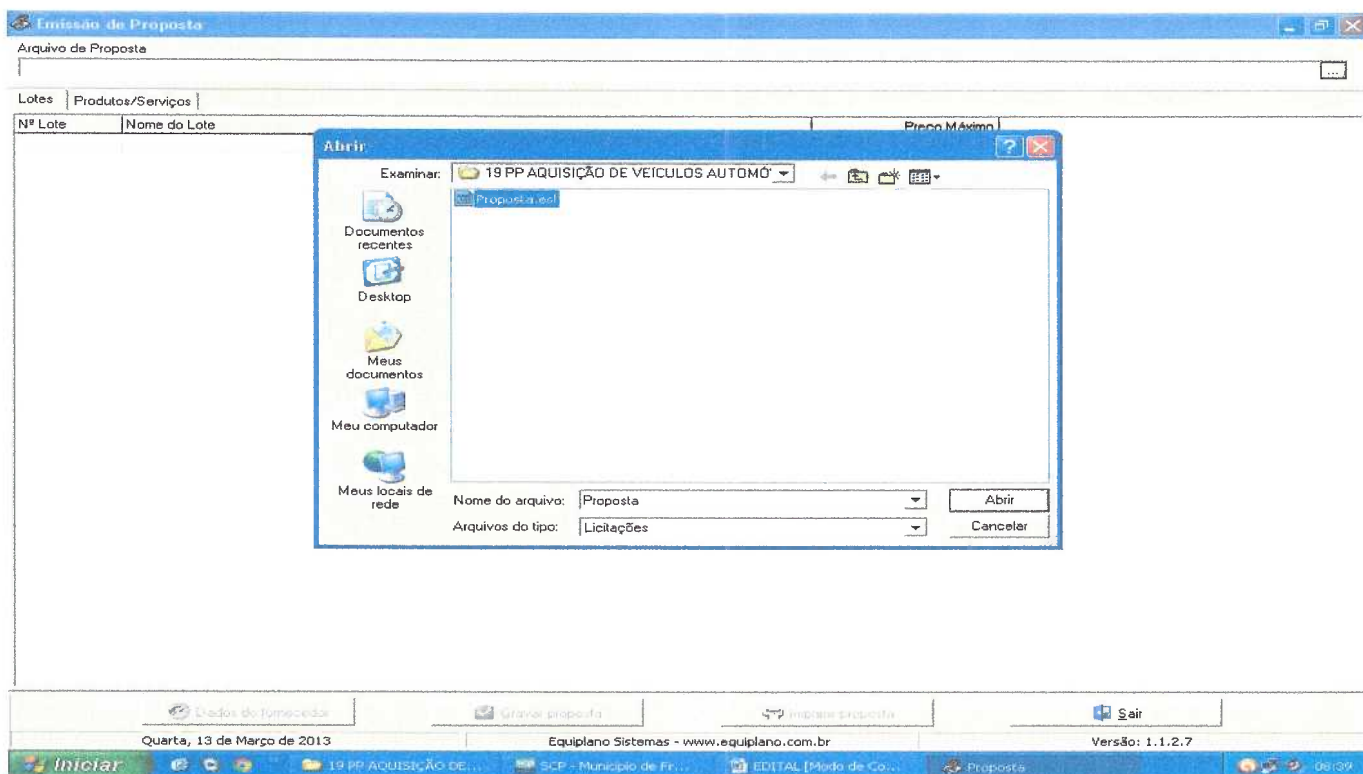 Emissão de Proposta
Arquivo de Proposta
...
Lotes Produtos/Serviços
Nº Lote Nome do Lote Preço Máximo
Abrir
Examinar: 19 PP AQUISIÇÃO DE VEÍCULOS AUTOMÓ
Proposta.esl
Documentos recentes
Desktop
Meus documentos
Meu computador
Meus locais de rede
Nome do arquivo: Proposta Abrir
Arquivos do tipo: Licitações Cancelar
Dados do fornecedor Gravar proposta Imprimir proposta Sair
Quarta, 13 de Março de 2013 Equiplano Sistemas - www.equiplano.com.br Versão: 1.1.2.7
Iniciar 19 PP AQUISIÇÃO DE... SCP - Município de Fr... EDITAL [Modo de Co... Proposta 08:39